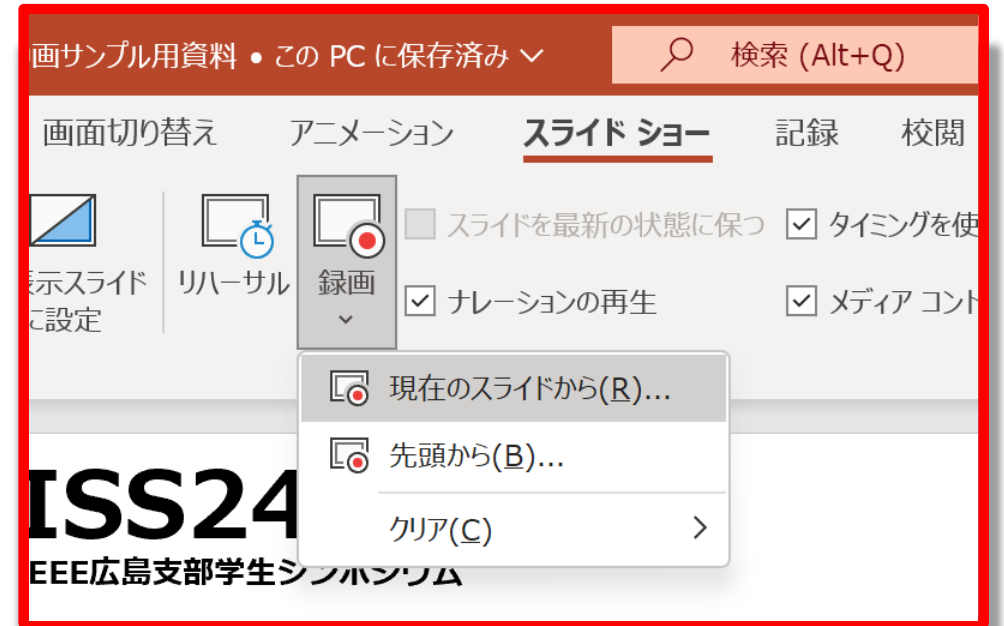 画サンプル用資料 • この PC に保存済み
検索 (Alt+Q)
画面切り替え アニメーション スライド ショー 記録 校閲
表示スライド
に設定
リハーサル
録画
スライドを最新の状態に保つ
タイミングを使
ナレーションの再生
メディア コント
現在のスライドから(R)...
先頭から(B)...
クリア(C)
ISS24
EEE広島支部学生シンポジウム